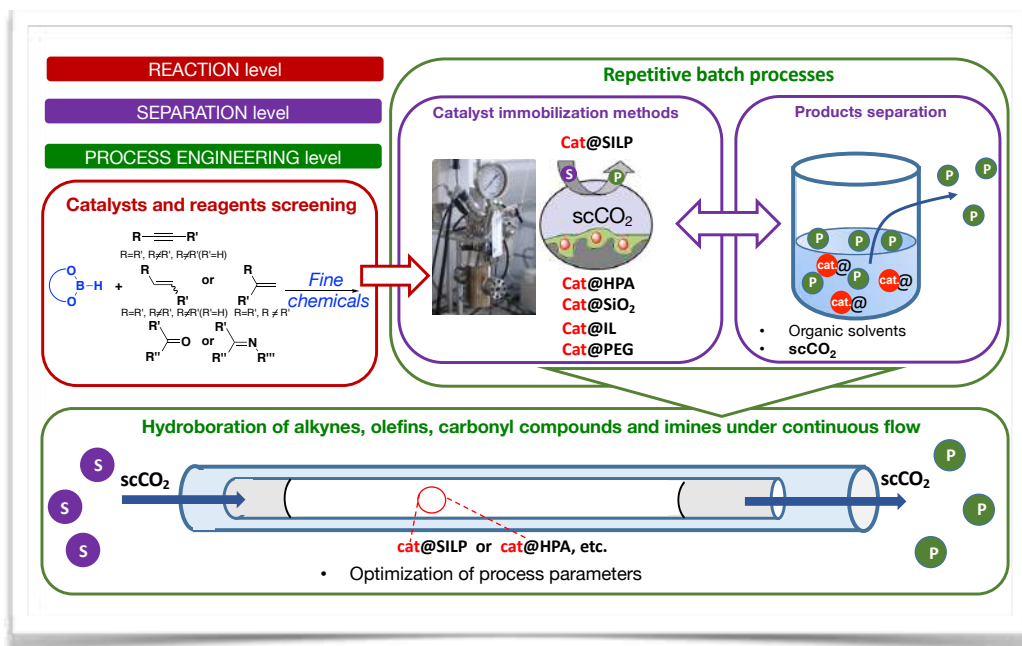 REACTION level
SEPARATION level
PROCESS ENGINEERING level
Catalysts and reagents screening
R R'
R=R', R≠R', R≠R'(R'=H)
O
B-H
O
+
R
R'
or
R
R'
R=R', R≠R', R≠R'(R'=H) R=R', R ≠ R'
R'
R''
O
or
R'
R''
N
R'''
Fine
chemicals
Repetitive batch processes
Catalyst immobilization methods
Cat@SILP
S
P
scCO2
Cat@HPA
Cat@SiO2
Cat@IL
Cat@PEG
Products separation
P
P
P
P
P
P
P
P
cat.@
cat.@
cat.@
• Organic solvents
• scCO2
Hydroboration of alkynes, olefins, carbonyl compounds and imines under continuous flow
S
S
S
scCO2
scCO2
P
P
P
cat@SILP or cat@HPA, etc.
• Optimization of process parameters